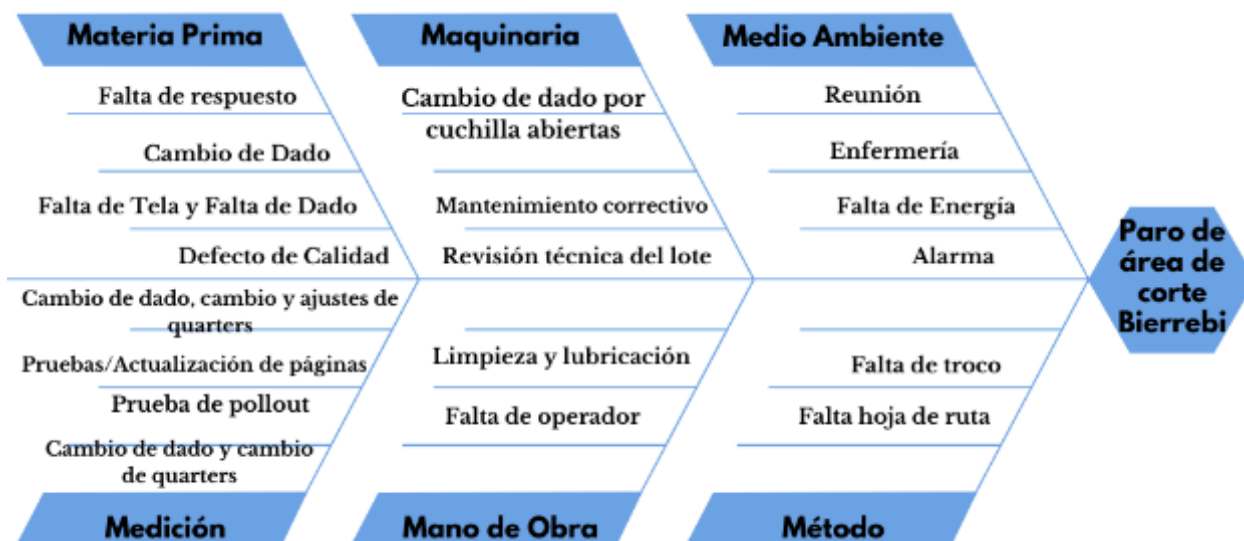 Materia Prima
Maquinaria
Medio Ambiente
Falta de respuesto
Cambio de Dado
Falta de Tela y Falta de Dado
Defecto de Calidad
Cambio de dado por
cuchilla abiertas
Mantenimiento correctivo
Revisión técnica del lote
Reunión
Enfermería
Falta de Energía
Alarma
Paro de
área de
corte
Bierrebi
Cambio de dado, cambio y ajustes de
quarters
Pruebas/Actualización de páginas
Prueba de pollout
Cambio de dado y cambio
de quarters
Limpieza y lubricación
Falta de operador
Falta de troco
Falta hoja de ruta
Medición
Mano de Obra
Método